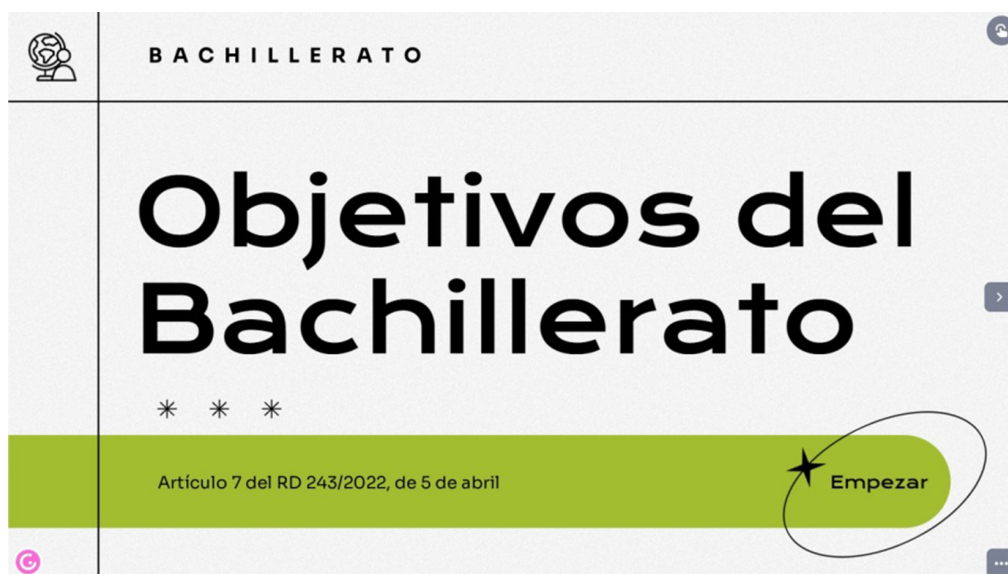 BACHILLERATO
Objetivos del
Bachillerato
Artículo 7 del RD 243/2022, de 5 de abril
Empezar